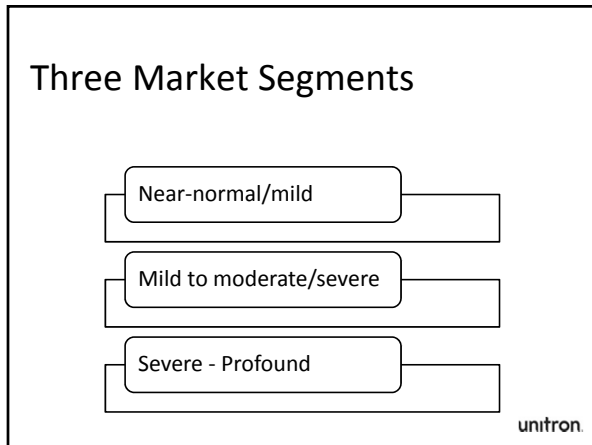 Three Market Segments
Near-normal/mild
Mild to moderate/severe
Severe - Profound
unitron.